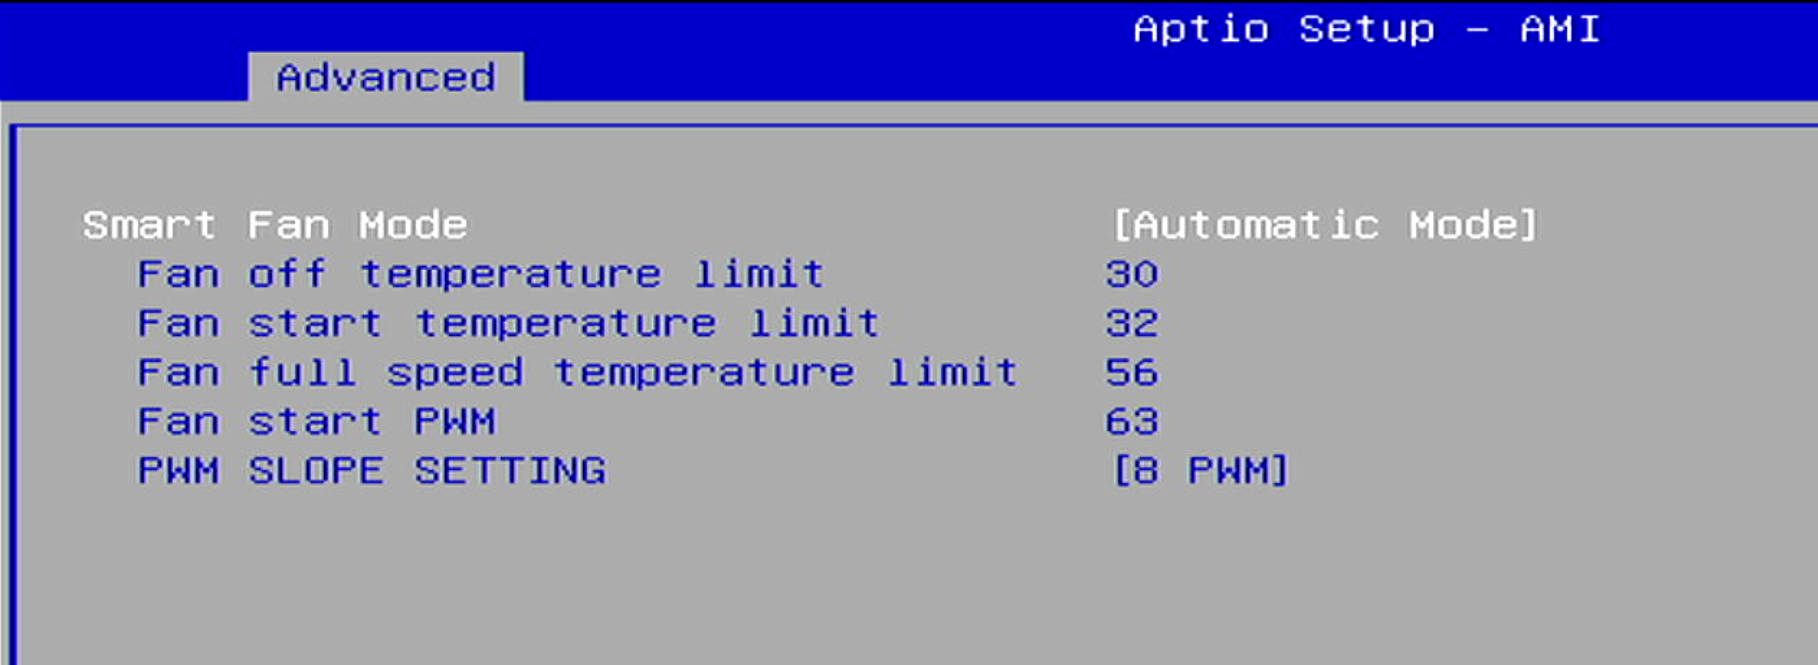 Aptio Setup – AMI
Advanced
Smart Fan Mode [Automatic Mode]
Fan off temperature limit 30
Fan start temperature limit 32
Fan full speed temperature limit 56
Fan start PWM 63
PWM SLOPE SETTING [8 PWM]